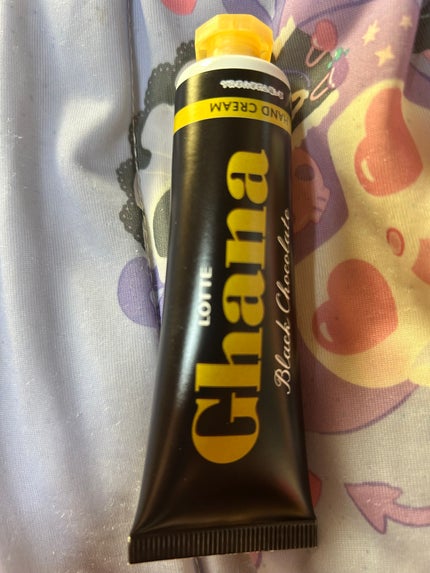 LOTTE
Ghana
Black Chocolate
HAND CREAM